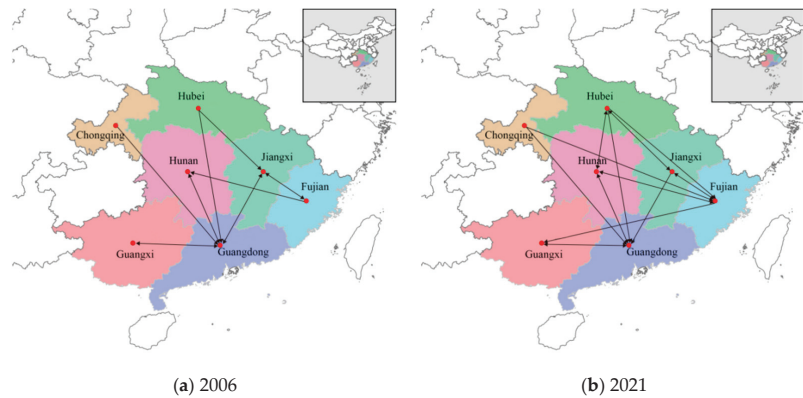 Hubei
Chongqing
Hunan
Jiangxi
Fujian
Guangxi
Guangdong
(a) 2006
Hubei
Chongqing
Hunan
Jiangxi
Fujian
Guangxi
Guangdong
(b) 2021